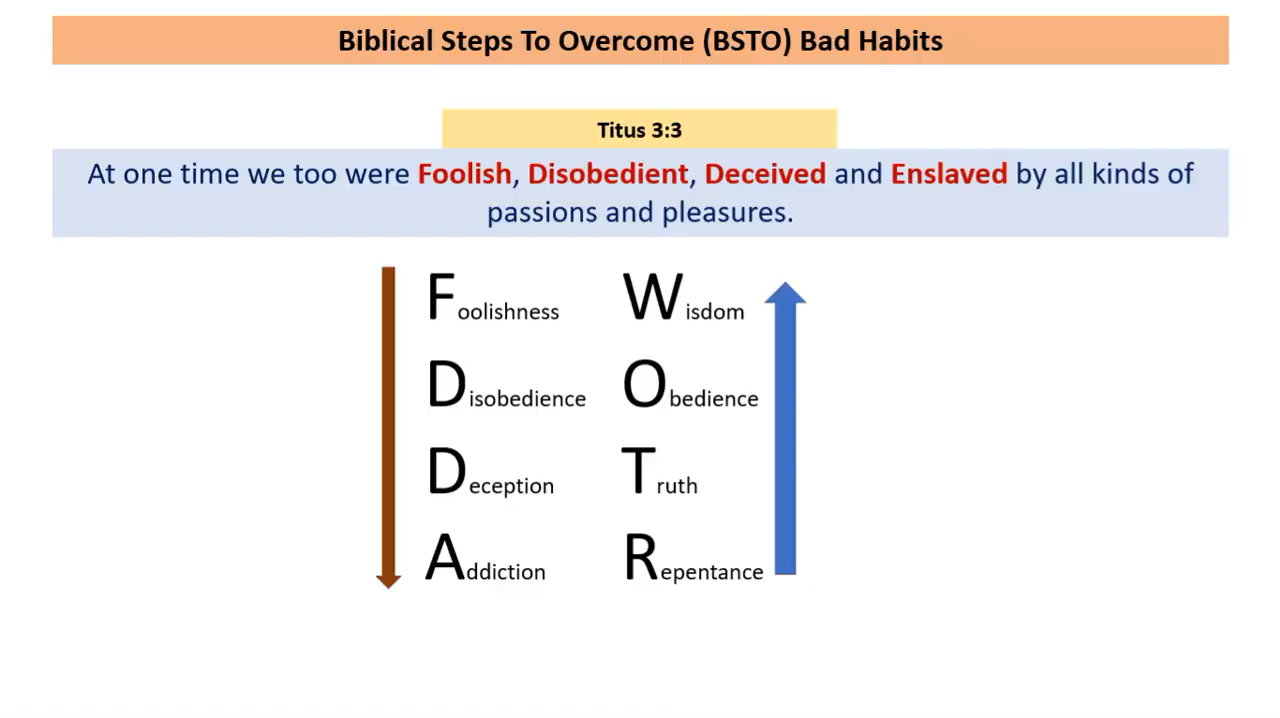 Biblical Steps To Overcome (BSTO) Bad Habits
Titus 3:3
At one time we too were Foolish, Disobedient, Deceived and Enslaved by all kinds of
passions and pleasures.
Foolishness Wisdom
Disobedience Obedience
Deception Truth
Addiction Repentance